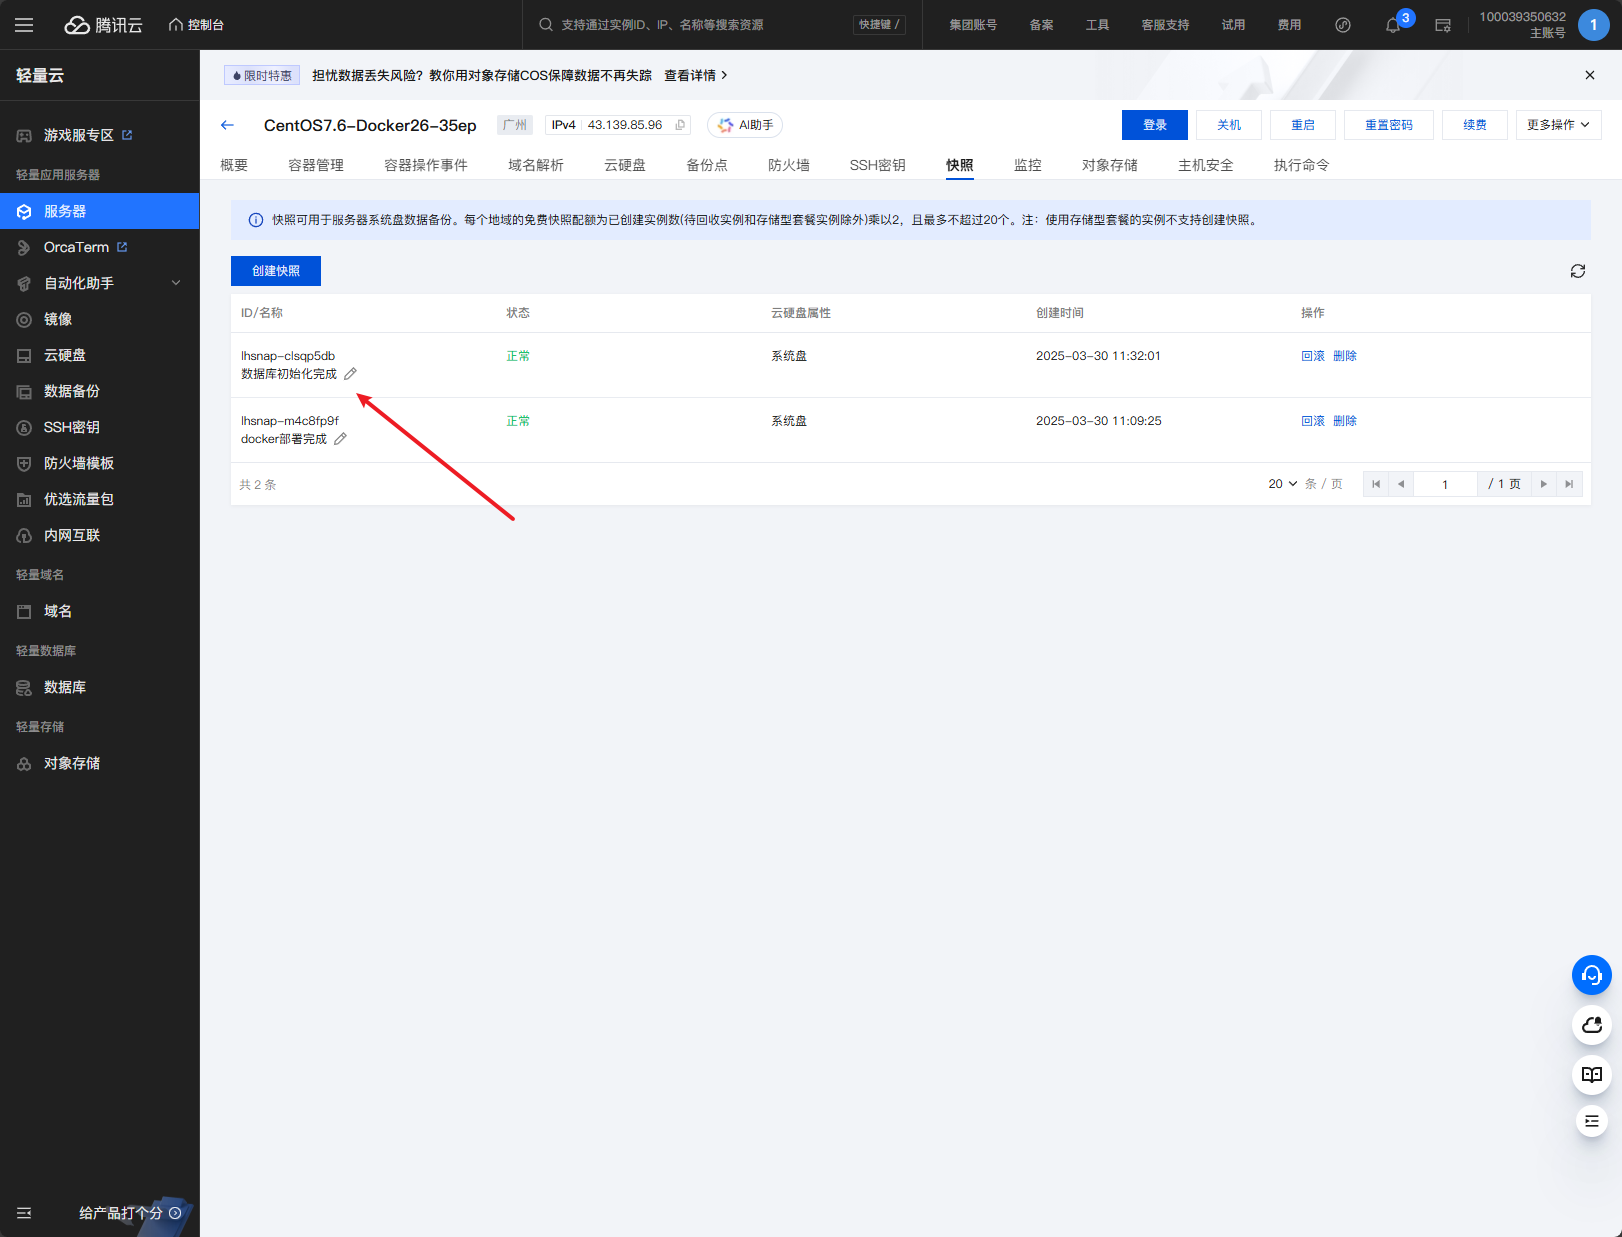 腾讯云
控制台
支持通过实例ID、IP、名称等搜索资源
快捷键 /
集团账号
备案
工具
客服支持
试用
费用
3
100039350632
主账号
1
轻量云
游戏服专区
轻量应用服务器
服务器
OrcaTerm
自动化助手
镜像
云硬盘
数据备份
SSH密钥
防火墙模板
优选流量包
内网互联
轻量域名
域名
轻量数据库
数据库
轻量存储
对象存储
给产品打个分
限时特惠 担忧数据丢失风险？教你用对象存储COS保障数据不再失踪 查看详情
CentOS7.6-Docker26-35ep
广州
IPv4 43.139.85.96
AI助手
登录
关机
重启
重置密码
续费
更多操作
概要
容器管理
容器操作事件
域名解析
云硬盘
备份点
防火墙
SSH密钥
快照
监控
对象存储
主机安全
执行命令
快照可用于服务器系统盘数据备份。每个地域的免费快照配额为已创建实例数(待回收实例和存储型套餐实例除外)乘以2，且最多不超过20个。注：使用存储型套餐的实例不支持创建快照。
创建快照
ID/名称 状态 云硬盘属性 创建时间 操作
lhsnap-clsqp5db 正常 系统盘 2025-03-30 11:32:01 回滚 删除
数据库初始化完成
lhsnap-m4c8fp9f 正常 系统盘 2025-03-30 11:09:25 回滚 删除
docker部署完成
共 2 条
20 条 / 页
1 / 1 页